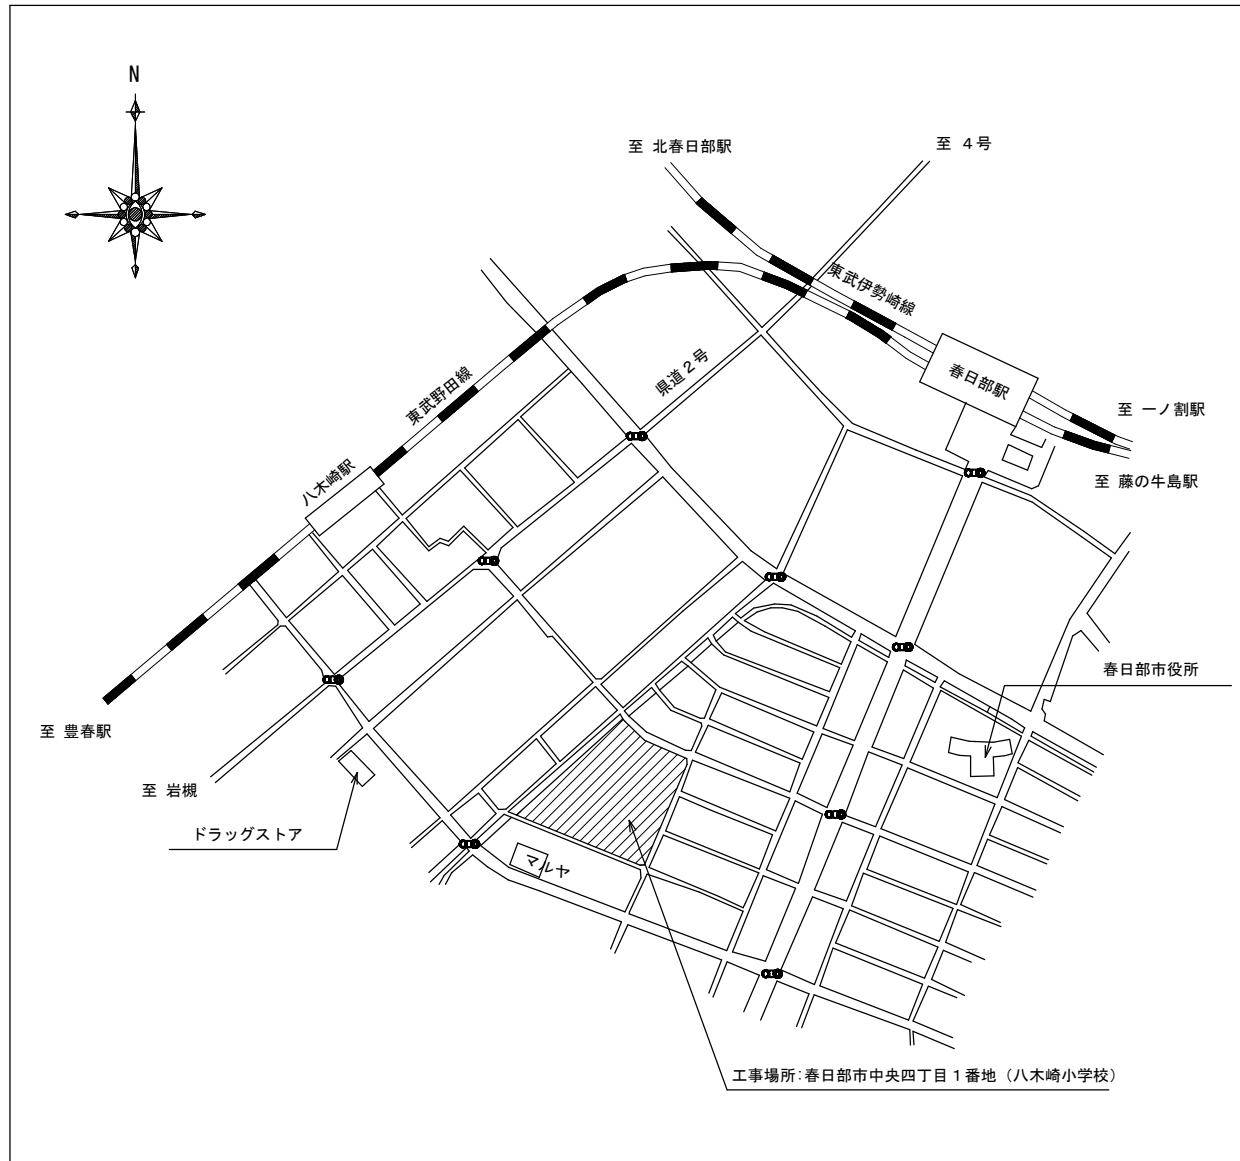 N
至 北春日部駅
至 ４号
東武伊勢崎線
春日部駅
県道２号
東武野田線
至 一ノ割駅
八木崎駅
至 藤の牛島駅
春日部市役所
至 豊春駅
至 岩槻
ドラッグストア
マルヤ
工事場所:春日部市中央四丁目１番地（八木崎小学校）